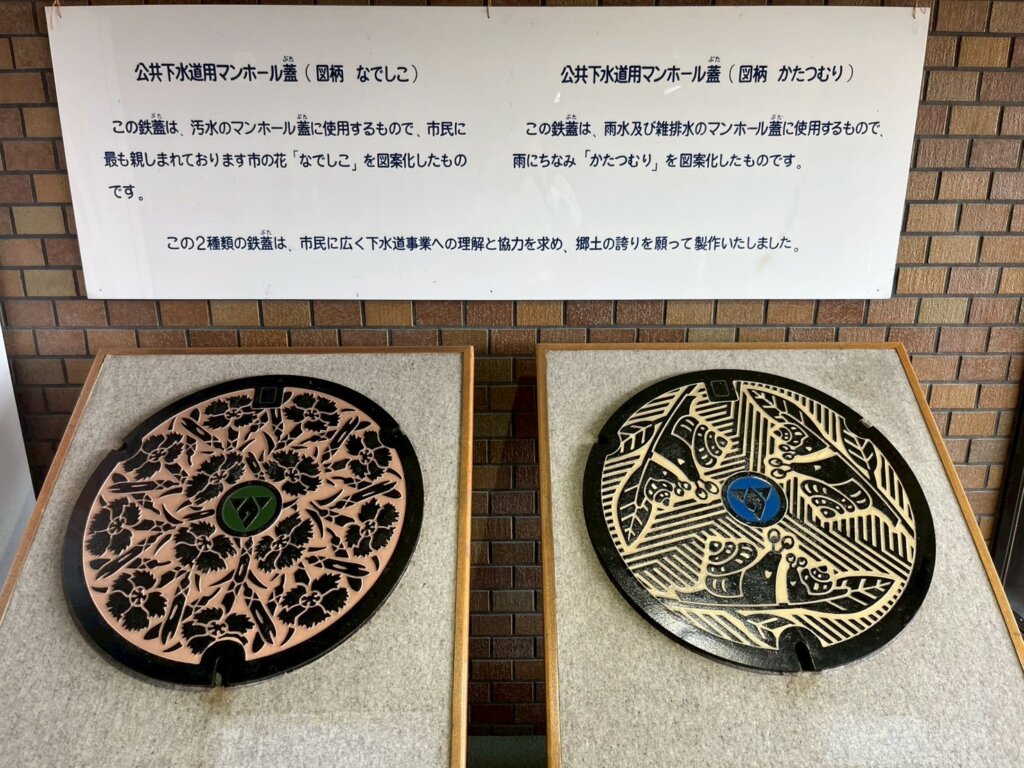 公共下水道用マンホール蓋（図柄　なでしこ）
この鉄蓋は、汚水のマンホール蓋に使用するもので、市民に
最も親しまれております市の花「なでしこ」を図案化したもの
です。
公共下水道用マンホール蓋（図柄　かたつむり）
この鉄蓋は、雨水及び雑排水のマンホール蓋に使用するもので、
雨にちなみ「かたつむり」を図案化したものです。
この２種類の鉄蓋は、市民に広く下水道事業への理解と協力を求め、郷土の誇りを願って製作いたしました。